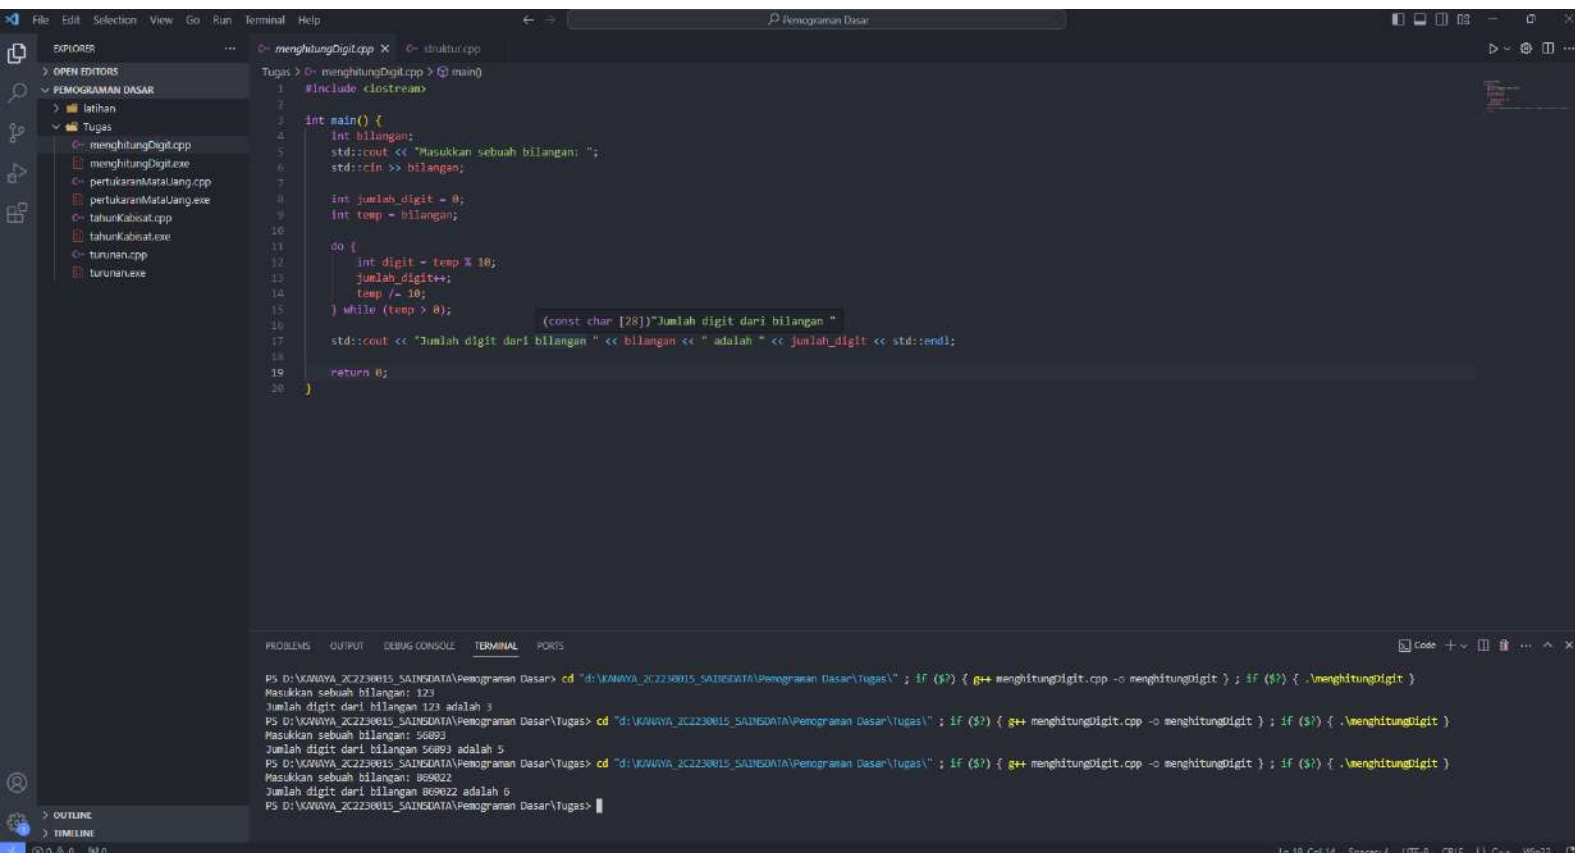 File Edit Selection View Go Run Terminal Help
Pemograman Dasar
EXPLORER
menghitungDigit.cpp
struktur.cpp
OPEN EDITORS
Tugas > menghitungDigit.cpp > main()
PEMOGRAMAN DASAR
latihan
Tugas
menghitungDigit.cpp
menghitungDigit.exe
pertukaranMataUang.cpp
pertukaranMataUang.exe
tahunKabisat.cpp
tahunKabisat.exe
turunan.cpp
turunan.exe
1 #include <iostream>
2
3 int main() {
4 int bilangan;
5 std::cout << "Masukkan sebuah bilangan: ";
6 std::cin >> bilangan;
7
8 int jumlah_digit = 0;
9 int temp = bilangan;
10
11 do {
12 int digit = temp % 10;
13 jumlah_digit++;
14 temp /= 10;
15 } while (temp > 0);
(const char [28])"Jumlah digit dari bilangan "
16
17 std::cout << "Jumlah digit dari bilangan " << bilangan << " adalah " << jumlah_digit << std::endl;
18
19 return 0;
20 }
PROBLEMS OUTPUT DEBUG CONSOLE TERMINAL PORTS
Code
PS D:\KANAYA_2C2230015_SAINSDATA\Pemograman Dasar> cd "d:\KANAYA_2C2230015_SAINSDATA\Pemograman Dasar\Tugas\" ; if ($?) { g++ menghitungDigit.cpp -o menghitungDigit } ; if ($?) { .\menghitungDigit }
Masukkan sebuah bilangan: 123
Jumlah digit dari bilangan 123 adalah 3
PS D:\KANAYA_2C2230015_SAINSDATA\Pemograman Dasar\Tugas> cd "d:\KANAYA_2C2230015_SAINSDATA\Pemograman Dasar\Tugas\" ; if ($?) { g++ menghitungDigit.cpp -o menghitungDigit } ; if ($?) { .\menghitungDigit }
Masukkan sebuah bilangan: 56893
Jumlah digit dari bilangan 56893 adalah 5
PS D:\KANAYA_2C2230015_SAINSDATA\Pemograman Dasar\Tugas> cd "d:\KANAYA_2C2230015_SAINSDATA\Pemograman Dasar\Tugas\" ; if ($?) { g++ menghitungDigit.cpp -o menghitungDigit } ; if ($?) { .\menghitungDigit }
Masukkan sebuah bilangan: 869022
Jumlah digit dari bilangan 869022 adalah 6
PS D:\KANAYA_2C2230015_SAINSDATA\Pemograman Dasar\Tugas>
OUTLINE
TIMELINE